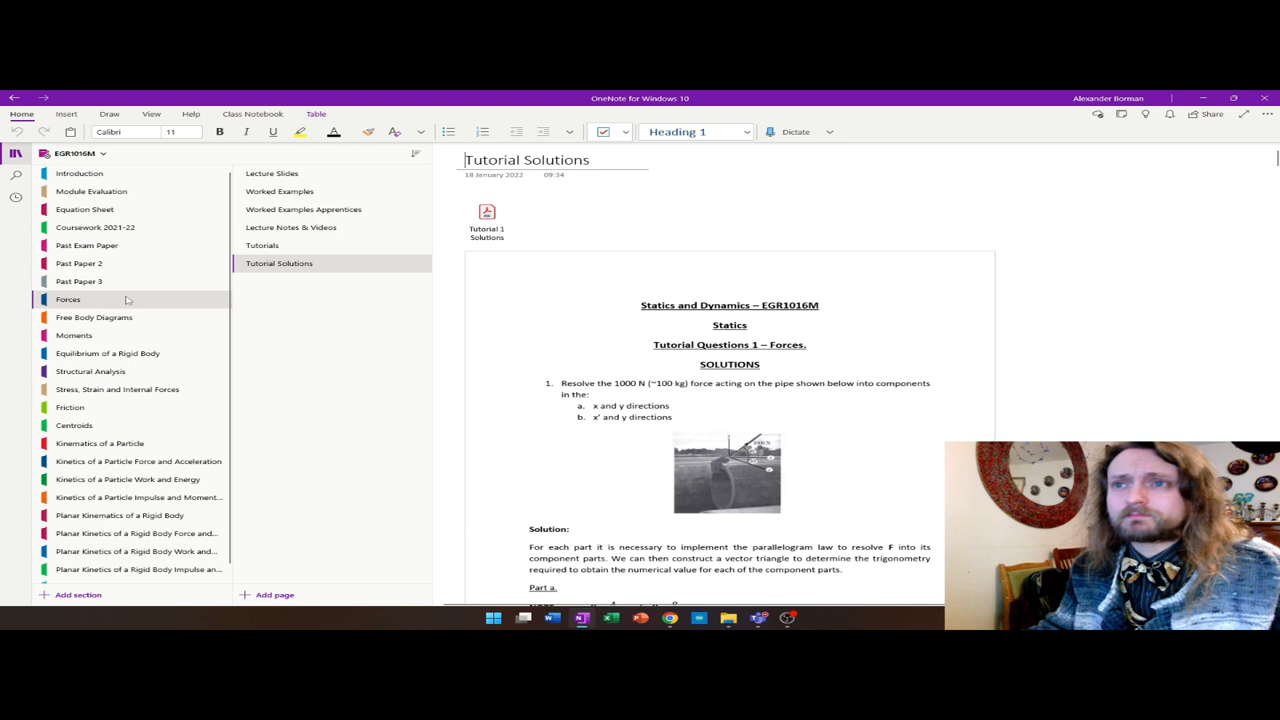 OneNote for Windows 10
Alexander Borman
Home Insert Draw View Help Class Notebook Table
Share
Calibri 11 B I U A Heading 1 Dictate
EGR1016M
Introduction
Module Evaluation
Equation Sheet
Coursework 2021-22
Past Exam Paper
Past Paper 2
Past Paper 3
Forces
Free Body Diagrams
Moments
Equilibrium of a Rigid Body
Structural Analysis
Stress, Strain and Internal Forces
Friction
Centroids
Kinematics of a Particle
Kinetics of a Particle Force and Acceleration
Kinetics of a Particle Work and Energy
Kinetics of a Particle Impulse and Moment...
Planar Kinematics of a Rigid Body
Planar Kinetics of a Rigid Body Force and...
Planar Kinetics of a Rigid Body Work and...
Planar Kinetics of a Rigid Body Impulse an...
Add section
Lecture Slides
Worked Examples
Worked Examples Apprentices
Lecture Notes & Videos
Tutorials
Tutorial Solutions
Add page
Tutorial Solutions
18 January 2022 09:34
Tutorial 1
Solutions
Statics and Dynamics – EGR1016M
Statics
Tutorial Questions 1 – Forces.
SOLUTIONS
1. Resolve the 1000 N (~100 kg) force acting on the pipe shown below into components
in the:
a. x and y directions
b. x’ and y directions
1000 N
Solution:
For each part it is necessary to implement the parallelogram law to resolve F into its
component parts. We can then construct a vector triangle to determine the trigonometry
required to obtain the numerical value for each of the component parts.
Part a.